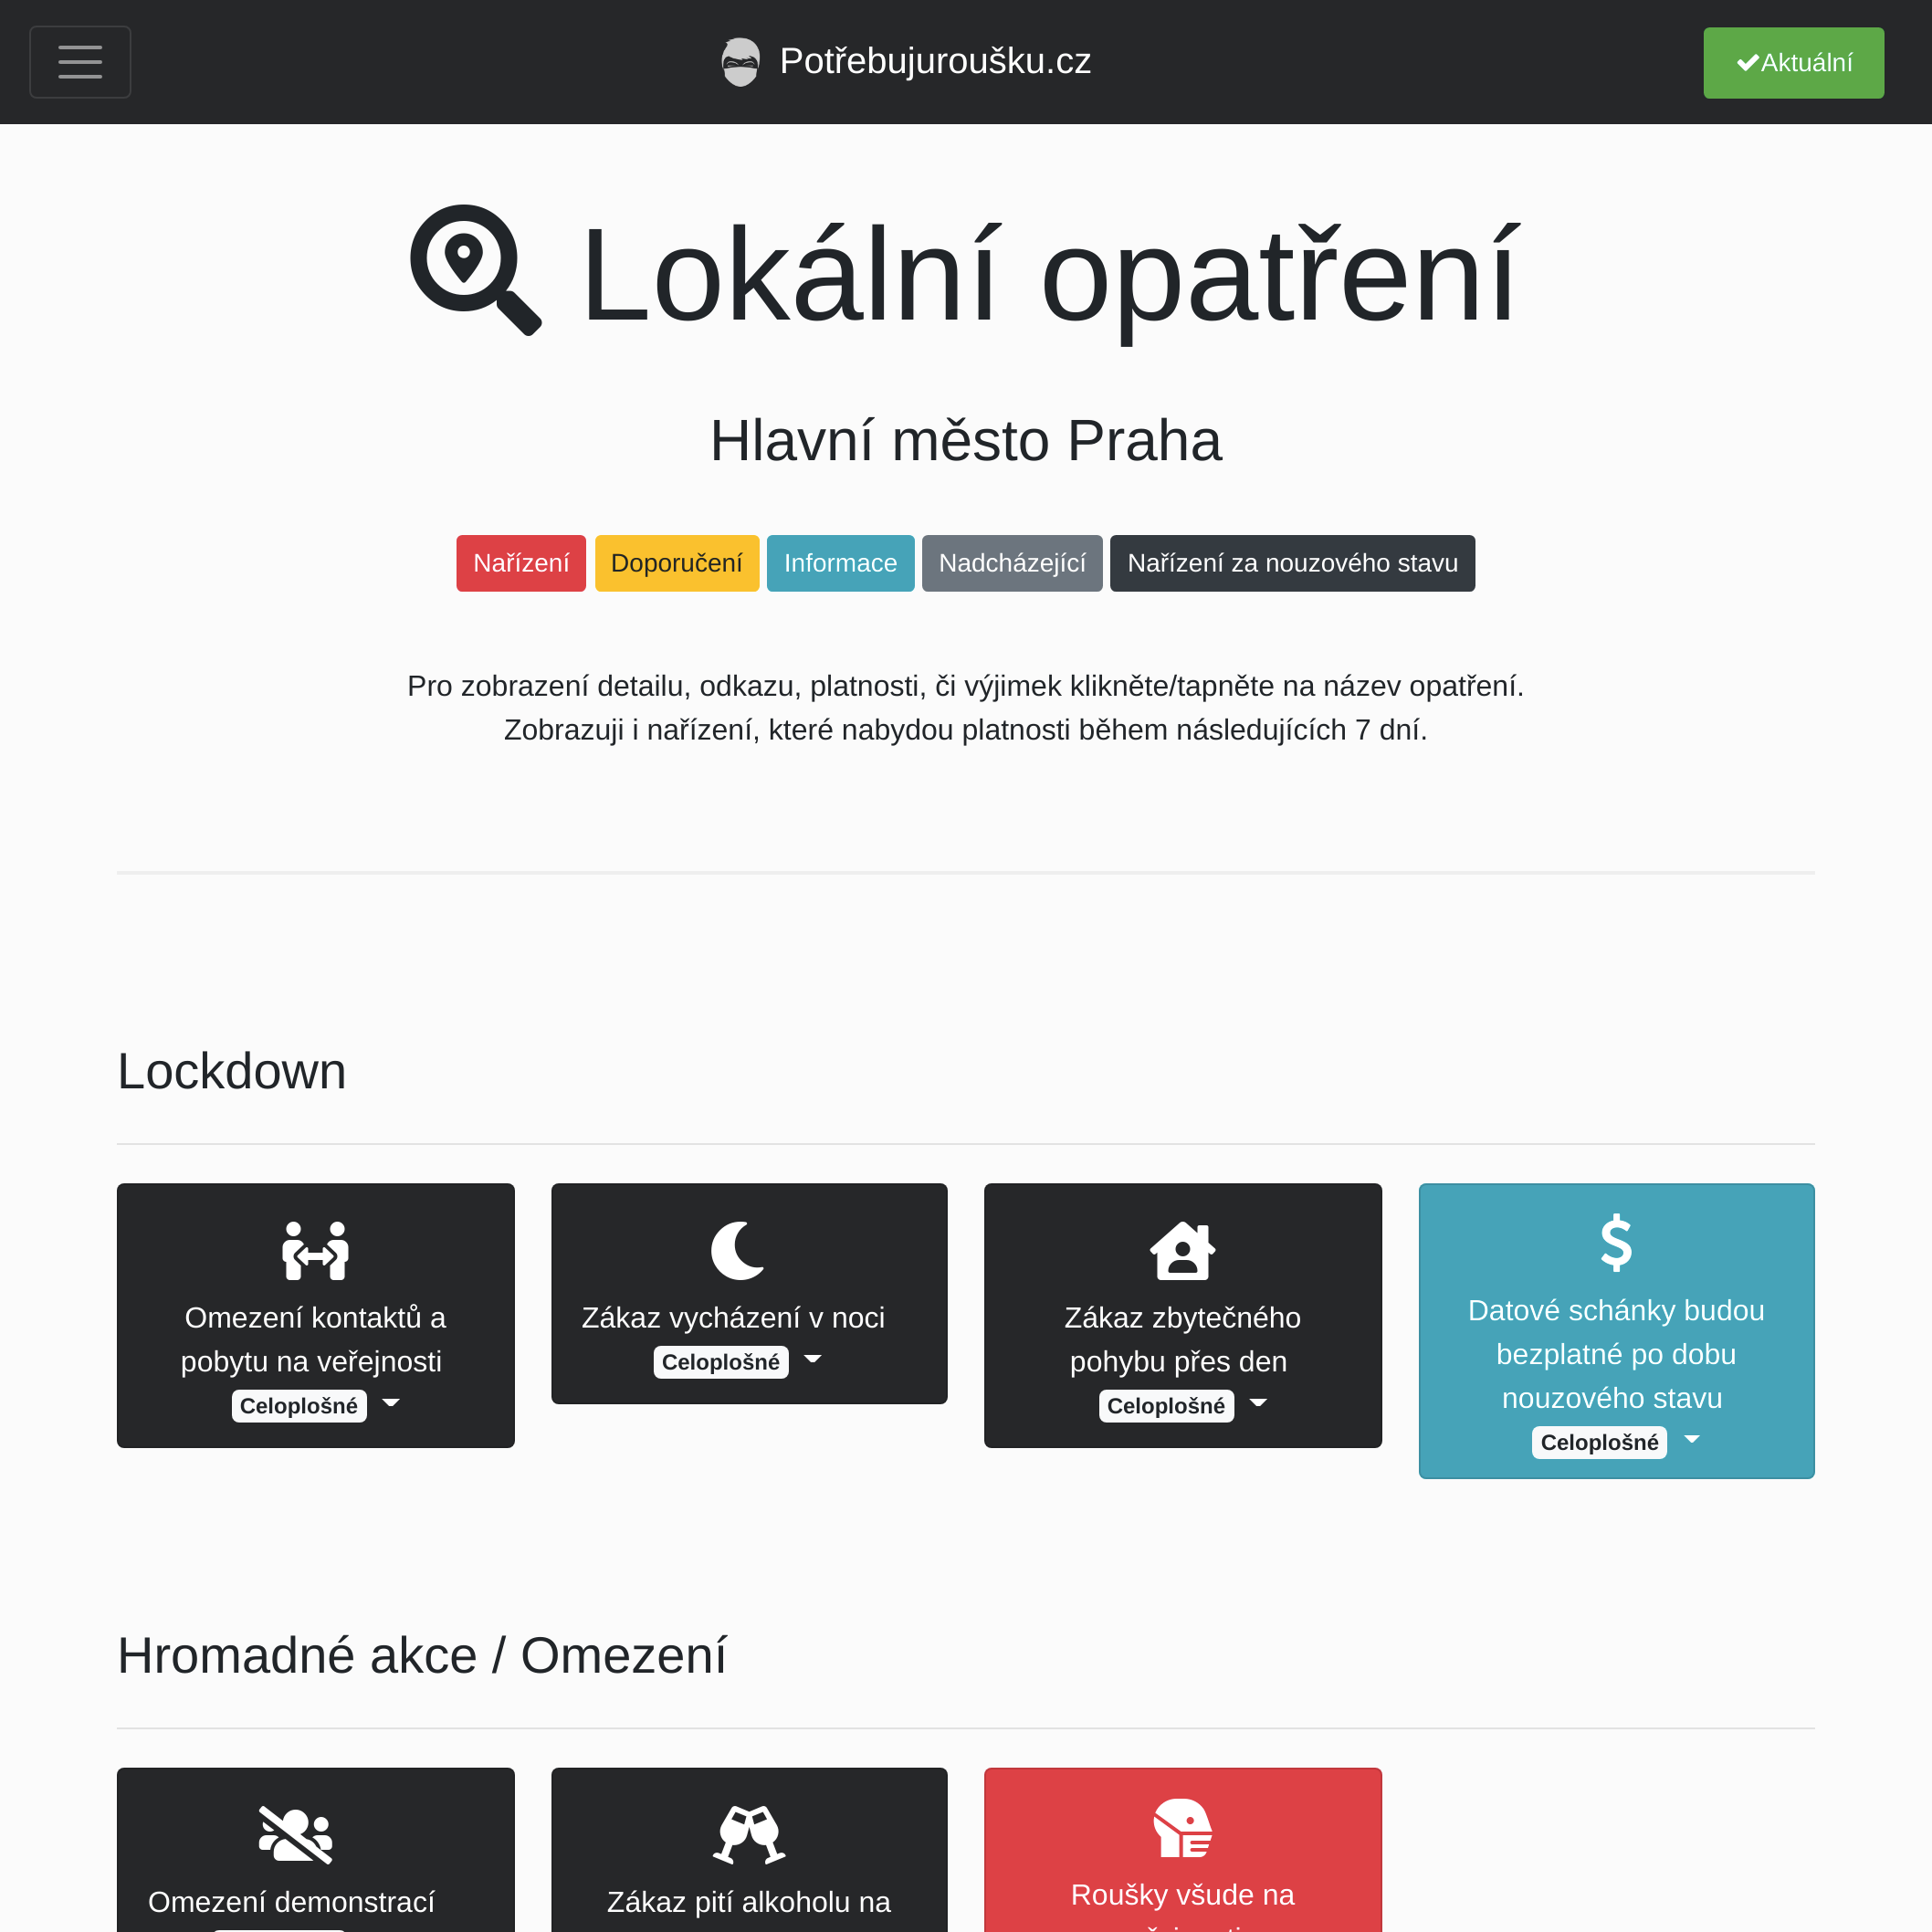 Potřebujuroušku.cz
Aktuální
Lokální opatření
Hlavní město Praha
Nařízení
Doporučení
Informace
Nadcházející
Nařízení za nouzového stavu
Pro zobrazení detailu, odkazu, platnosti, či výjimek klikněte/tapněte na název opatření.
Zobrazuji i nařízení, které nabydou platnosti během následujících 7 dní.
Lockdown
Omezení kontaktů a
pobytu na veřejnosti
Celoplošné
Zákaz vycházení v noci
Celoplošné
Zákaz zbytečného
pohybu přes den
Celoplošné
Datové schánky budou
bezplatné po dobu
nouzového stavu
Celoplošné
Hromadné akce / Omezení
Omezení demonstrací
Zákaz pití alkoholu na
Roušky všude na